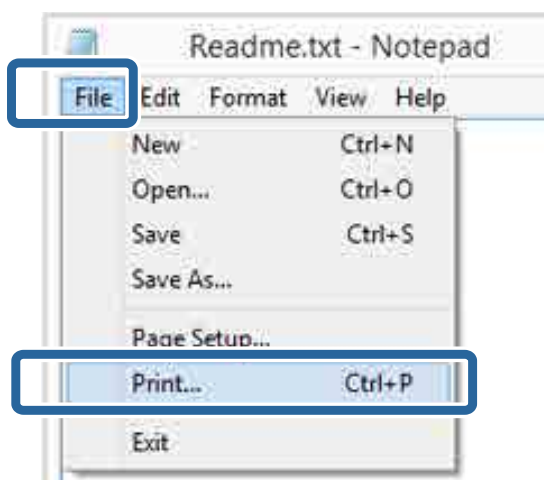 Readme.txt - Notepad
File Edit Format View Help
New Ctrl+N
Open... Ctrl+O
Save Ctrl+S
Save As...
Page Setup...
Print... Ctrl+P
Exit